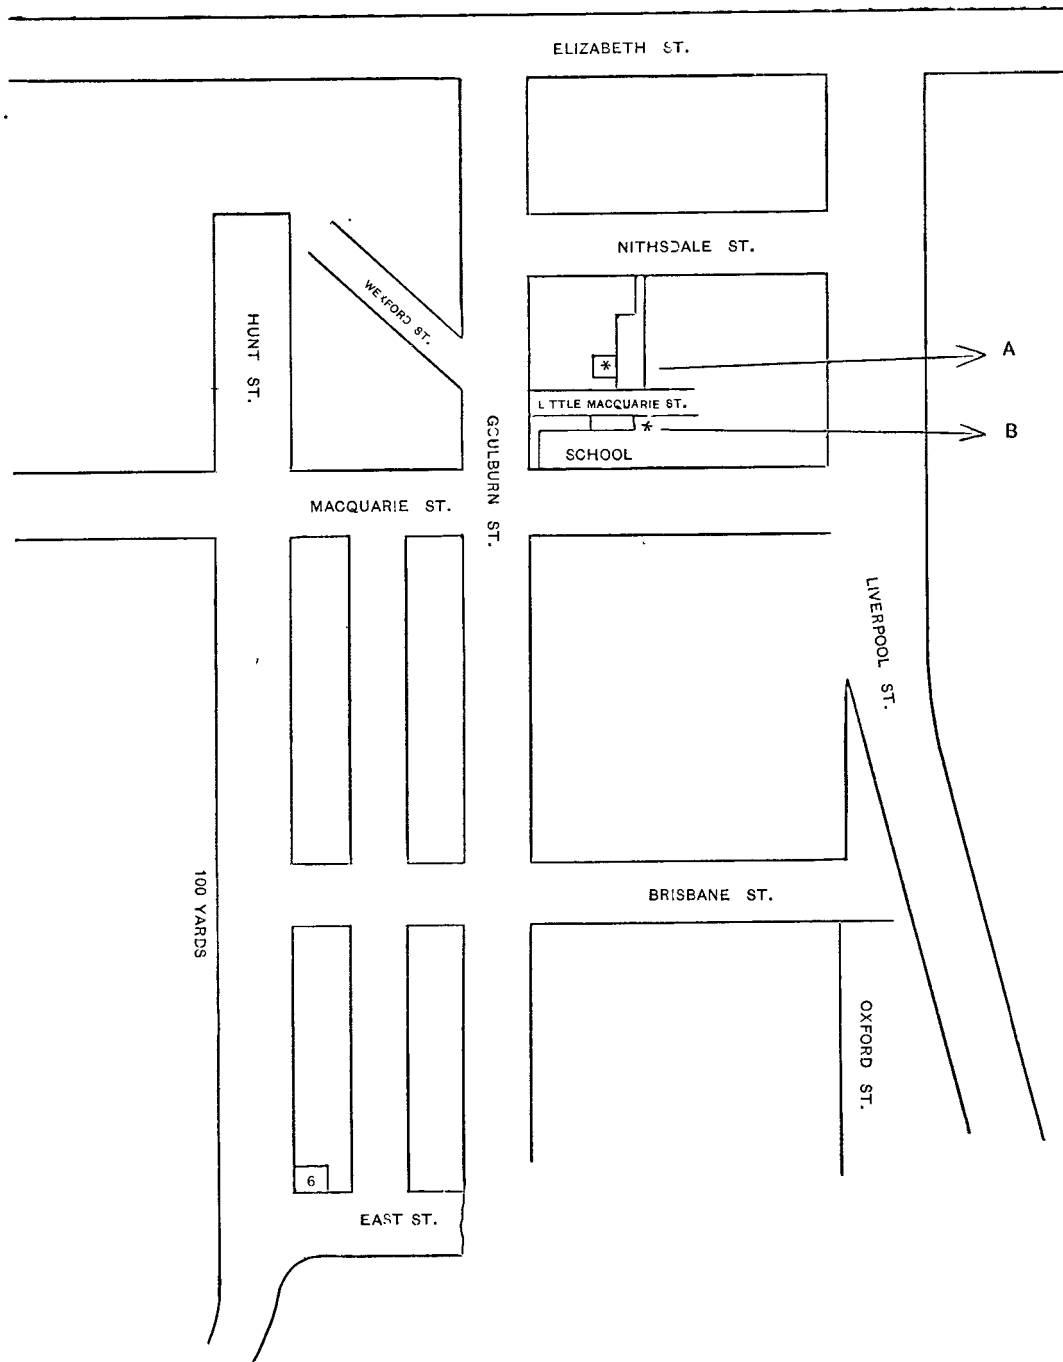 ELIZABETH ST.
NITHSDALE ST.
WEXFORD ST.
HUNT ST.
A
*
LITTLE MACQUARIE ST.
*
B
GOULBURN ST.
SCHOOL
MACQUARIE ST.
LIVERPOOL ST.
100 YARDS
BRISBANE ST.
OXFORD ST.
6
EAST ST.